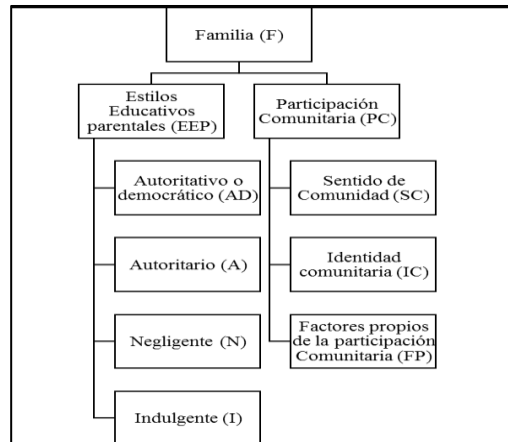 Familia (F)
Estilos
Educativos
parentales (EEP)
Autoritativo o
democrático (AD)
Autoritario (A)
Negligente (N)
Indulgente (I)
Participación
Comunitaria (PC)
Sentido de
Comunidad (SC)
Identidad
comunitaria (IC)
Factores propios
de la participación
Comunitaria (FP)